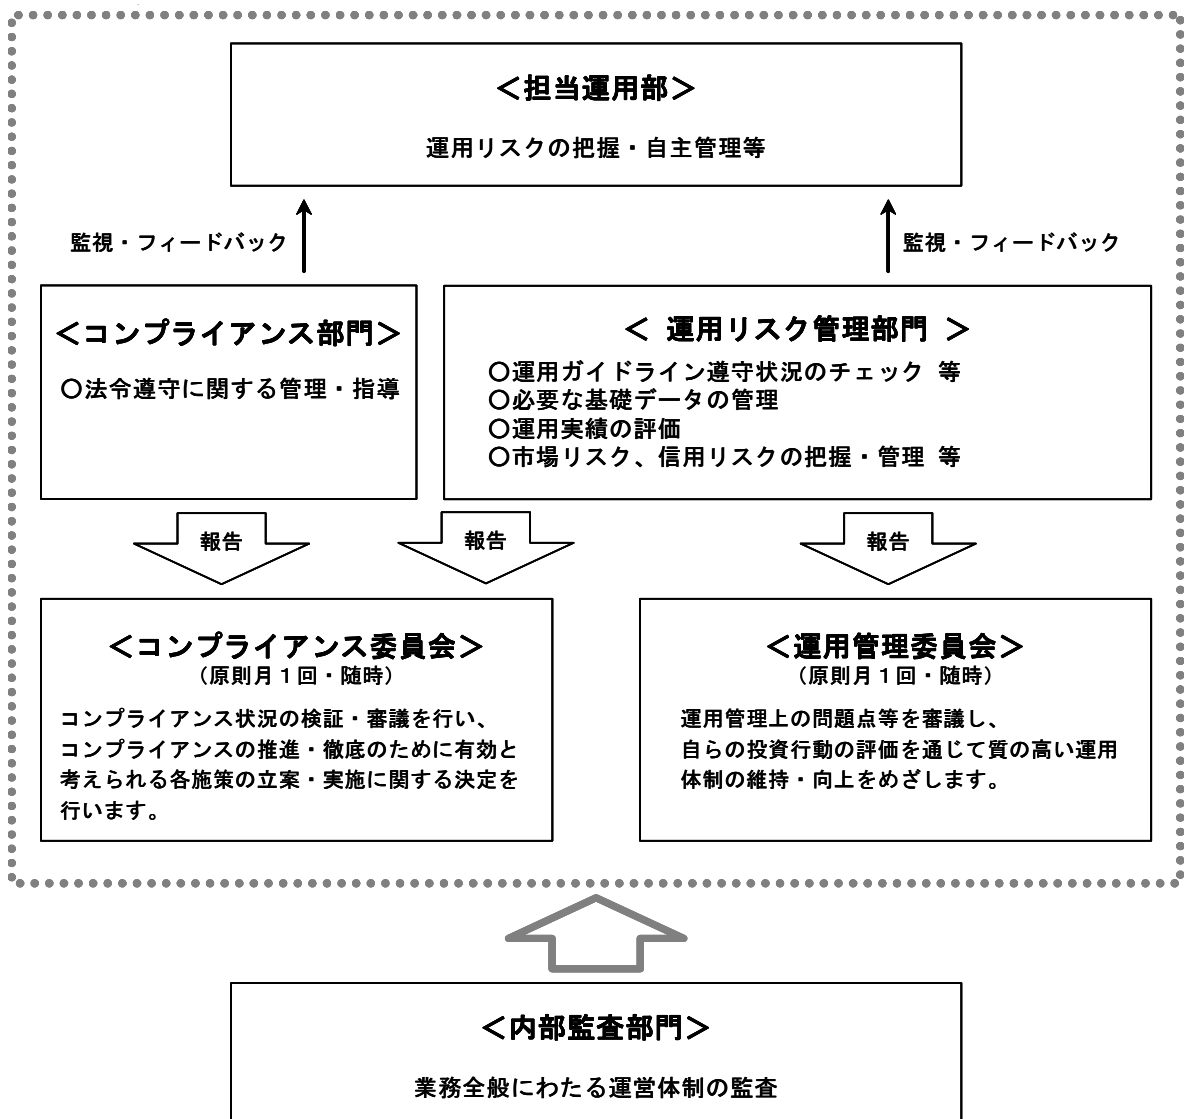 ＜担当運用部＞
運用リスクの把握・自主管理等
監視・フィードバック
監視・フィードバック
＜コンプライアンス部門＞
○法令遵守に関する管理・指導
＜ 運用リスク管理部門 ＞
○運用ガイドライン遵守状況のチェック 等
○必要な基礎データの管理
○運用実績の評価
○市場リスク、信用リスクの把握・管理 等
報告
報告
報告
＜コンプライアンス委員会＞
（原則月１回・随時）
コンプライアンス状況の検証・審議を行い、
コンプライアンスの推進・徹底のために有効と
考えられる各施策の立案・実施に関する決定を
行います。
＜運用管理委員会＞
（原則月１回・随時）
運用管理上の問題点等を審議し、
自らの投資行動の評価を通じて質の高い運用
体制の維持・向上をめざします。
＜内部監査部門＞
業務全般にわたる運営体制の監査